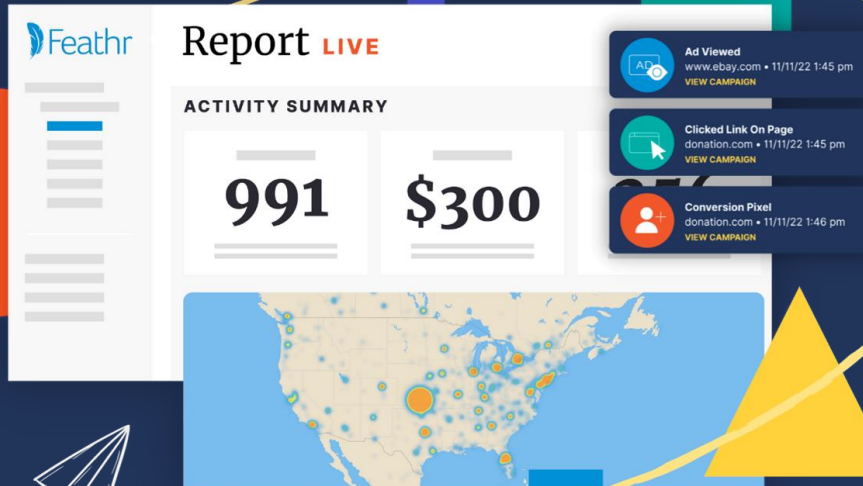 Feathr
Report LIVE
ACTIVITY SUMMARY
991
$300
AD
Ad Viewed
www.ebay.com • 11/11/22 1:45 pm
VIEW CAMPAIGN
Clicked Link On Page
donation.com • 11/11/22 1:45 pm
VIEW CAMPAIGN
Conversion Pixel
donation.com • 11/11/22 1:46 pm
VIEW CAMPAIGN